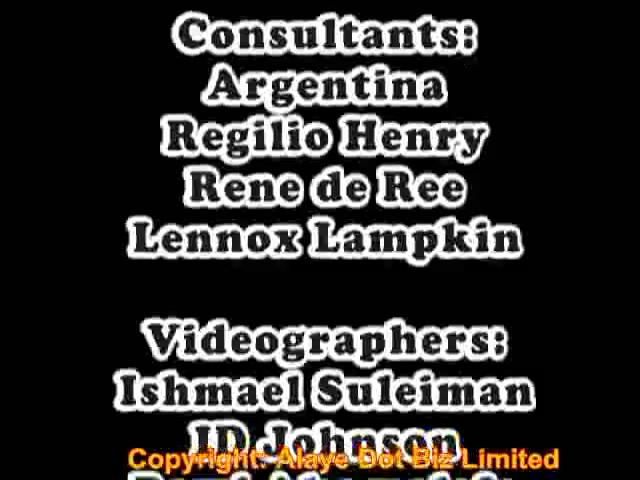 Consultants:
Argentina
Regilio Henry
Rene de Ree
Lennox Lampkin
Videographers:
Ishmael Suleiman
JD Johnson
Copyright: Alaye Dot Biz Limited